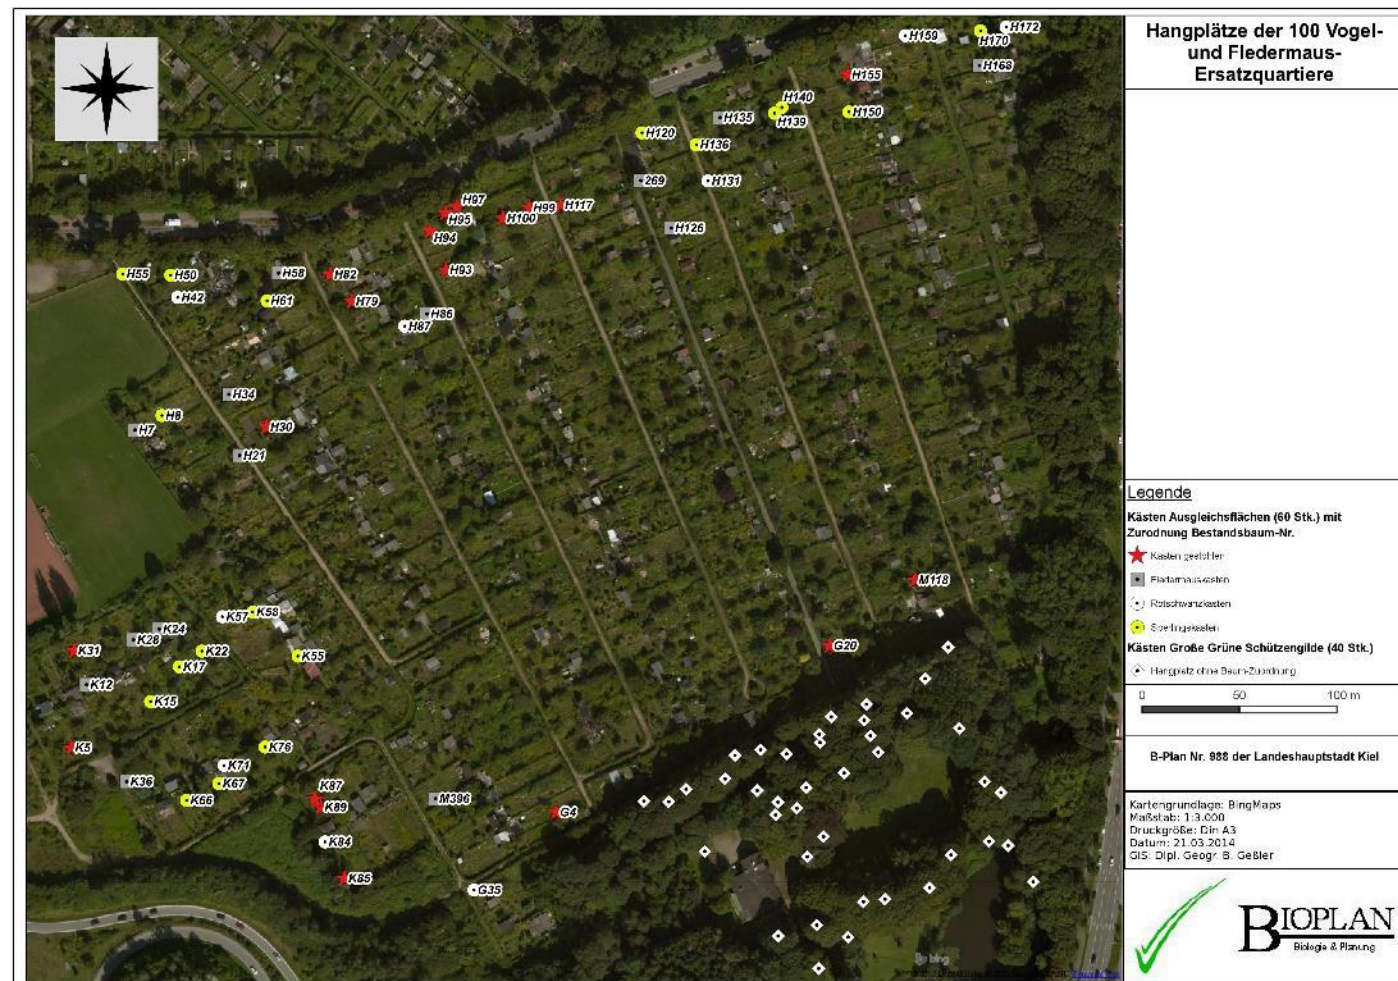 Hangplätze der 100 Vogel-
und Fledermaus-
Ersatzquartiere
H159
H172
H170
H168
H155
H140
H139
H150
H135
H120
H136
269
H131
H126
H97
H95
H94
H100
H99
H117
H93
H55
H50
H42
H58
H61
H82
H79
H86
H87
H34
H8
H7
H30
H21
M118
G20
K57
K58
K24
K28
K31
K22
K17
K55
K12
K15
K5
K76
K71
K36
K67
K66
K87
K89
M396
G4
K84
K85
G35
bing
Legende
Kästen Ausgleichsflächen (60 Stk.) mit
Zurodnung Bestandsbaum-Nr.
Kasten gestohlen
Fledermauskasten
Rotschwanzkasten
Sperlingskasten
Kästen Große Grüne Schützengilde (40 Stk.)
Hangplatz ohne Baum-Zuordnung
0 50 100 m
B-Plan Nr. 988 der Landeshauptstadt Kiel
Kartengrundlage: BingMaps
Maßstab: 1:3.000
Druckgröße: Din A3
Datum: 21.03.2014
GIS: Dipl. Geogr. B. Geßler
BIOPLAN
Biologie & Planung